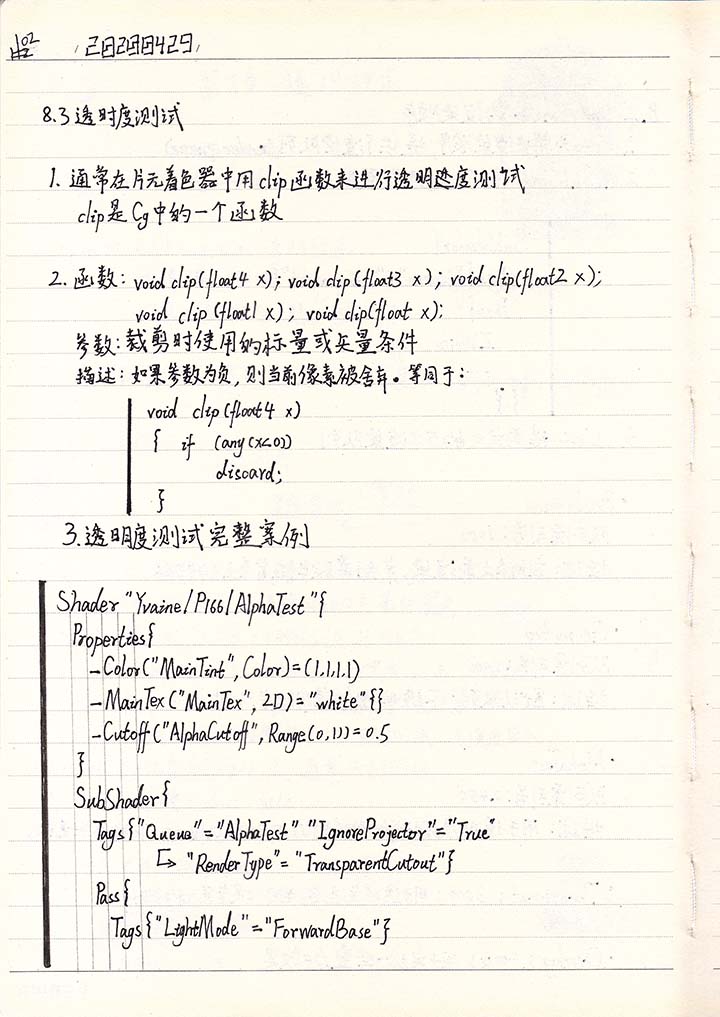 20200429
8.3 透时度测试
1. 通常在片元着色器中用clip函数来进行透明进度测试
clip是Cg中的一个函数
2. 函数: void clip(float4 x); void clip(float3 x); void clip(float2 x);
void clip (float1 x); void clip(float x);
参数: 裁剪时使用的标量或矢量条件
描述: 如果参数为负,则当前像素被舍弃。等同于:
void clip(float4 x)
{ if (any(x<0))
discard;
}
3.透明度测试完整案例
Shader "Yvaine/P166/AlphaTest"{
Properties{
_Color("MainTint",Color)=(1,1,1,1)
_MainTex("MainTex", 2D)="white"{}
_Cutoff("AlphaCutoff", Range(0,1))=0.5
}
SubShader{
Tags{"Queue"="AlphaTest" "IgnoreProjector"="True"
"RenderType"="TransparentCutout"}
Pass{
Tags{"LightMode"="ForwardBase"}